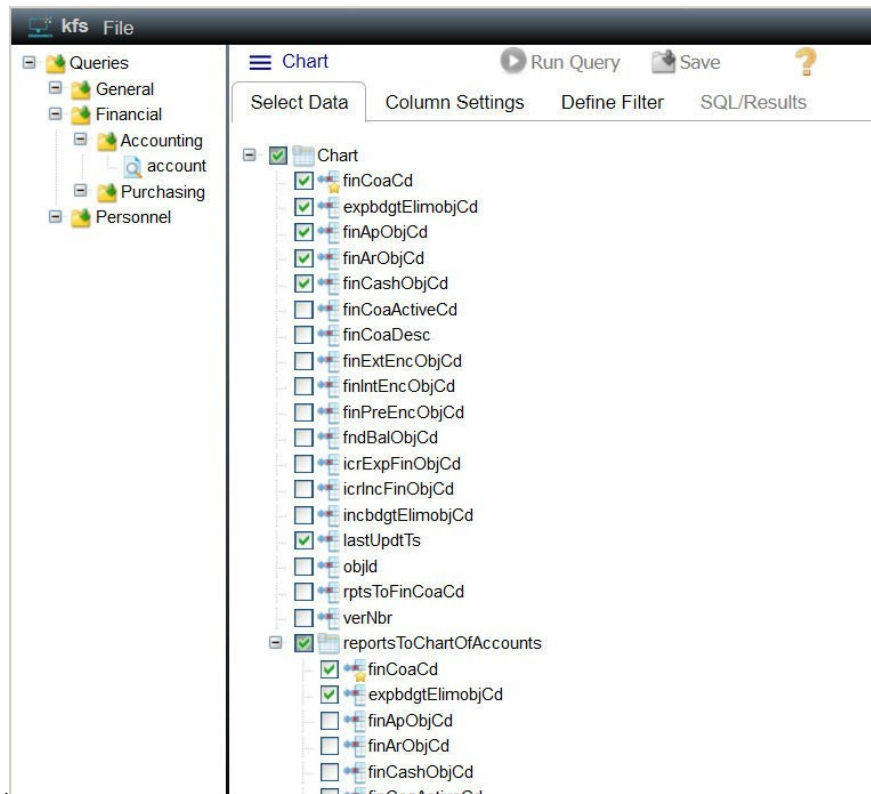 kfs File
Queries
General
Financial
Accounting
account
Purchasing
Personnel
Chart
Run Query
Save
Select Data
Column Settings
Define Filter
SQL/Results
Chart
finCoaCd
expbdgtElimobjCd
finApObjCd
finArObjCd
finCashObjCd
finCoaActiveCd
finCoaDesc
finExtEncObjCd
finIntEncObjCd
finPreEncObjCd
fndBalObjCd
icrExpFinObjCd
icrIncFinObjCd
incbdgtElimobjCd
lastUpdtTs
objId
rptsToFinCoaCd
verNbr
reportsToChartOfAccounts
finCoaCd
expbdgtElimobjCd
finApObjCd
finArObjCd
finCashObjCd
finCoaActiveCd